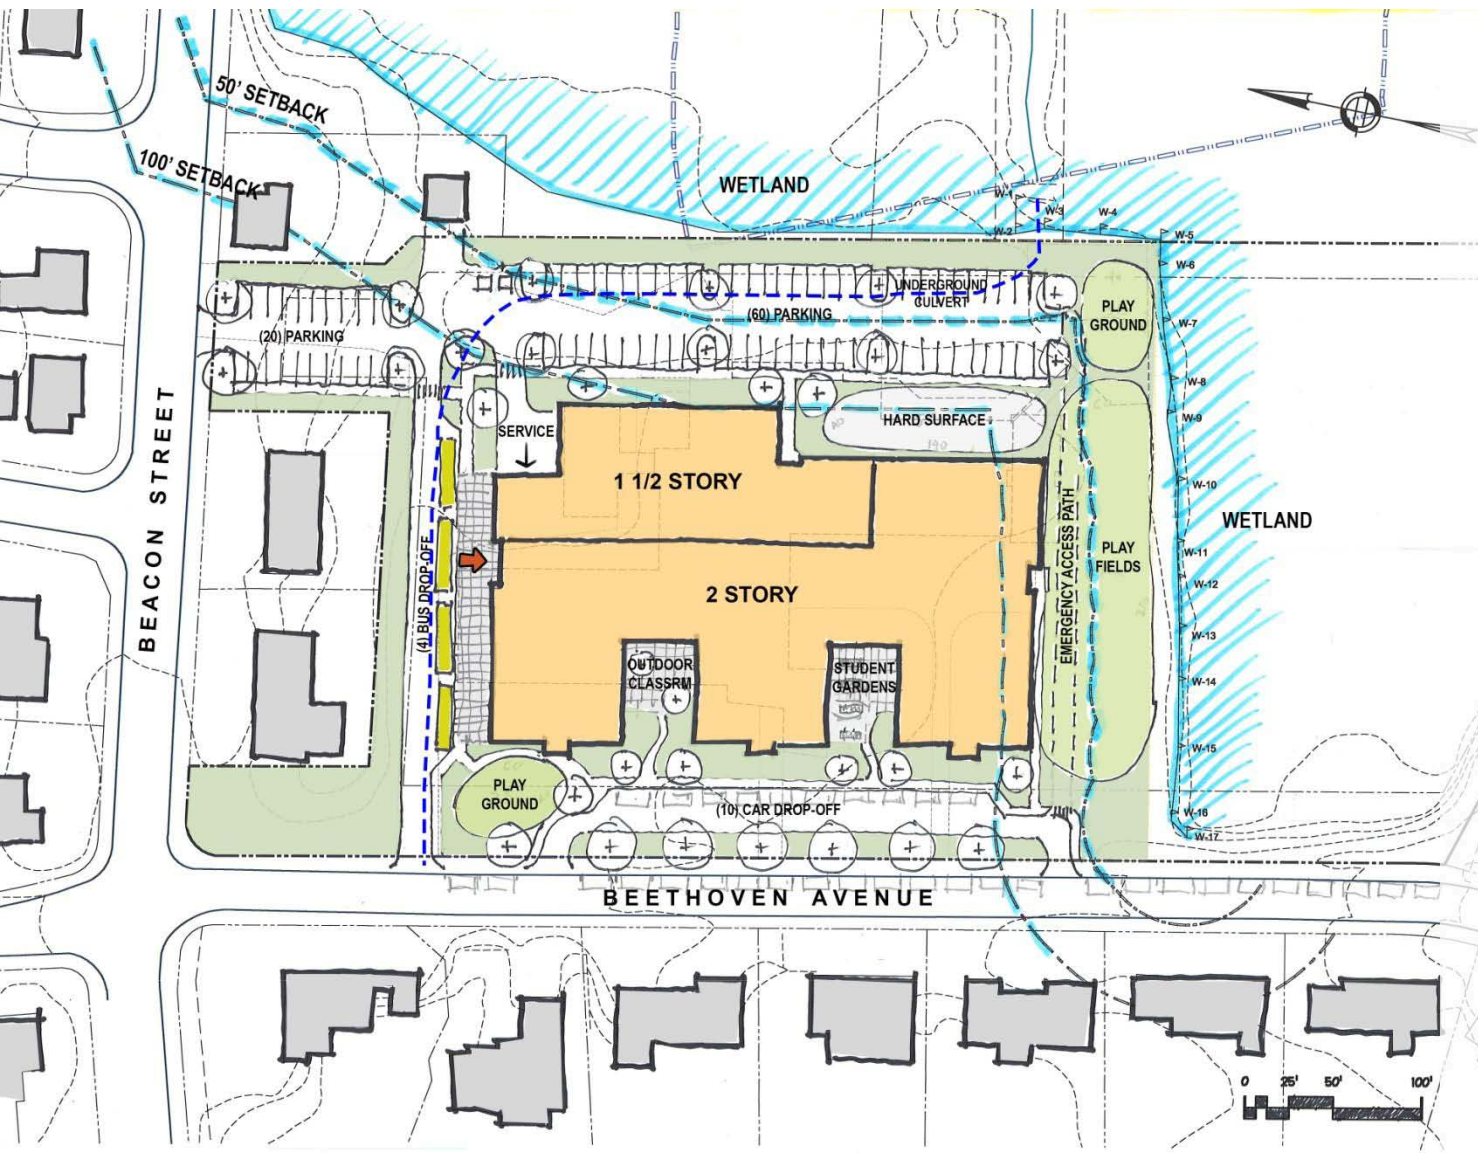 50' SETBACK
100' SETBACK
WETLAND
W-1
W-3
W-4
W-2
W-5
W-6
UNDERGROUND
CULVERT
PLAY
GROUND
(60) PARKING
(20) PARKING
W-7
W-8
W-9
HARD SURFACE
SERVICE
1 1/2 STORY
W-10
WETLAND
BEACON STREET
(4) BUS DROP-OFF
EMERGENCY ACCESS PATH
PLAY
FIELDS
W-11
W-12
2 STORY
W-13
OUTDOOR
CLASSRM
STUDENT
GARDENS
W-14
W-15
PLAY
GROUND
(10) CAR DROP-OFF
W-16
W-17
BEETHOVEN AVENUE
0 25' 50' 100'